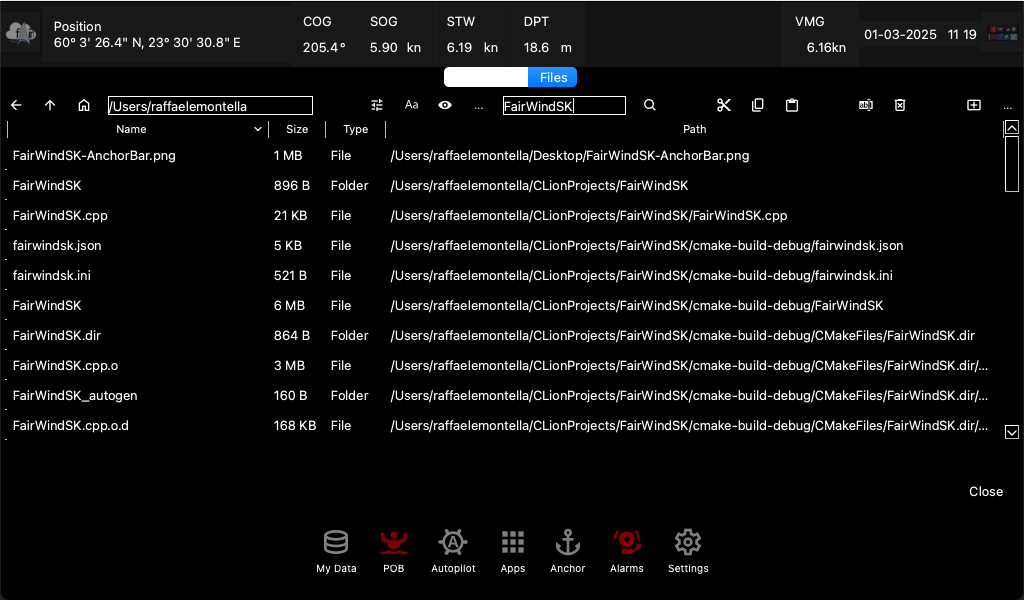 Position
60° 3' 26.4" N, 23° 30' 30.8" E
COG SOG STW DPT VMG
205.4° 5.90 kn 6.19 kn 18.6 m 6.16kn
01-03-2025 11 19
Files
/Users/raffaelemontella Aa ... FairWindSK ...
Name Size Type Path
FairWindSK-AnchorBar.png 1 MB File /Users/raffaelemontella/Desktop/FairWindSK-AnchorBar.png
FairWindSK 896 B Folder /Users/raffaelemontella/CLionProjects/FairWindSK
FairWindSK.cpp 21 KB File /Users/raffaelemontella/CLionProjects/FairWindSK/FairWindSK.cpp
fairwindsk.json 5 KB File /Users/raffaelemontella/CLionProjects/FairWindSK/cmake-build-debug/fairwindsk.json
fairwindsk.ini 521 B File /Users/raffaelemontella/CLionProjects/FairWindSK/cmake-build-debug/fairwindsk.ini
FairWindSK 6 MB File /Users/raffaelemontella/CLionProjects/FairWindSK/cmake-build-debug/FairWindSK
FairWindSK.dir 864 B Folder /Users/raffaelemontella/CLionProjects/FairWindSK/cmake-build-debug/CMakeFiles/FairWindSK.dir
FairWindSK.cpp.o 3 MB File /Users/raffaelemontella/CLionProjects/FairWindSK/cmake-build-debug/CMakeFiles/FairWindSK.dir/...
FairWindSK_autogen 160 B Folder /Users/raffaelemontella/CLionProjects/FairWindSK/cmake-build-debug/CMakeFiles/FairWindSK.dir/...
FairWindSK.cpp.o.d 168 KB File /Users/raffaelemontella/CLionProjects/FairWindSK/cmake-build-debug/CMakeFiles/FairWindSK.dir/...
Close
My Data POB Autopilot Apps Anchor Alarms Settings